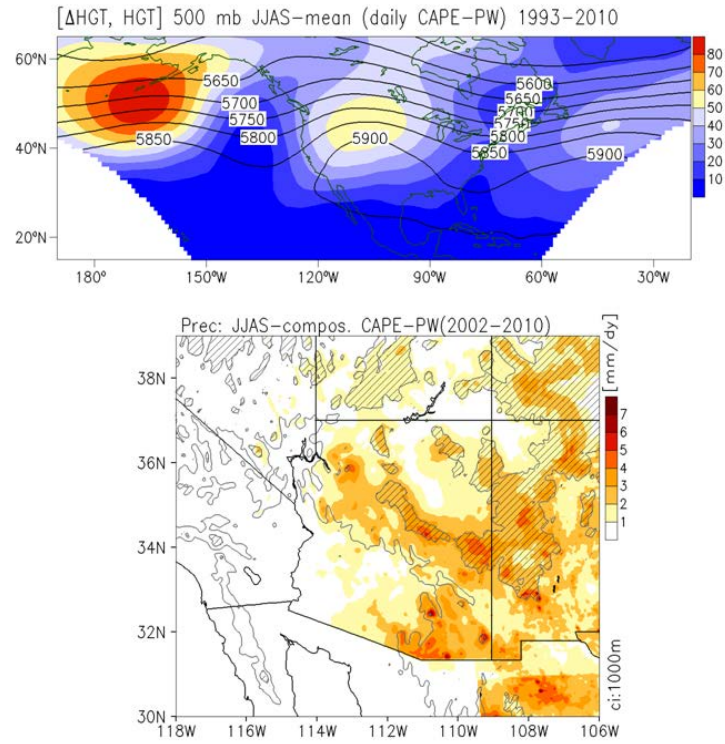 [ΔHGT, HGT] 500 mb JJAS-mean (daily CAPE-PW) 1993-2010
60°N
40°N
20°N
180°
150°W
120°W
90°W
60°W
30°W
5650
5700
5750
5800
5850
5900
5600
5650
5700
5750
5800
5850
5900
80
70
60
50
40
30
20
10
Prec: JJAS-compos. CAPE-PW(2002-2010)
[mm/dy]
38N
36N
34N
32N
30N
118W
116W
114W
112W
110W
108W
106W
7
6
5
4
3
2
1
ci:1000m